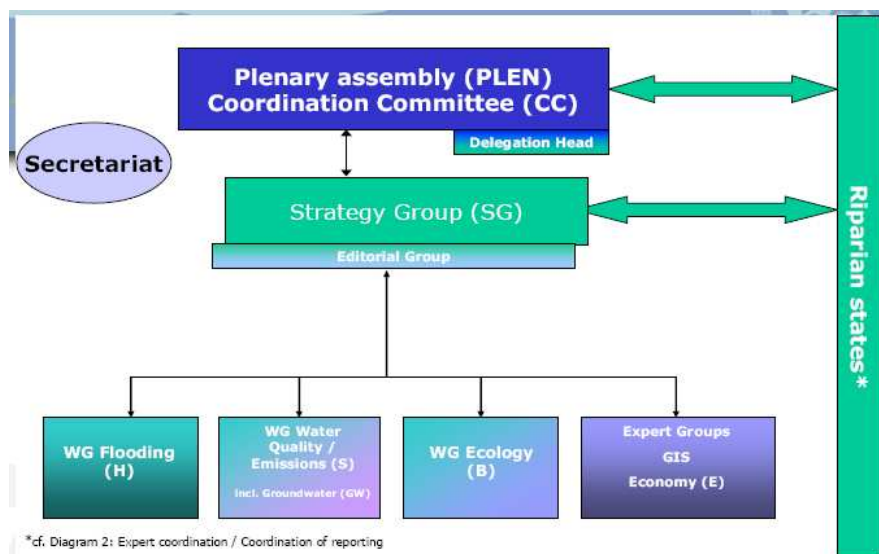 Plenary assembly (PLEN)
Coordination Committee (CC)
Delegation Head
Secretariat
Strategy Group (SG)
Editorial Group
Riparian states*
WG Flooding
(H)
WG Water
Quality /
Emissions (S)
Incl. Groundwater (GW)
WG Ecology
(B)
Expert Groups
GIS
Economy (E)
*cf. Diagram 2: Expert coordination / Coordination of reporting